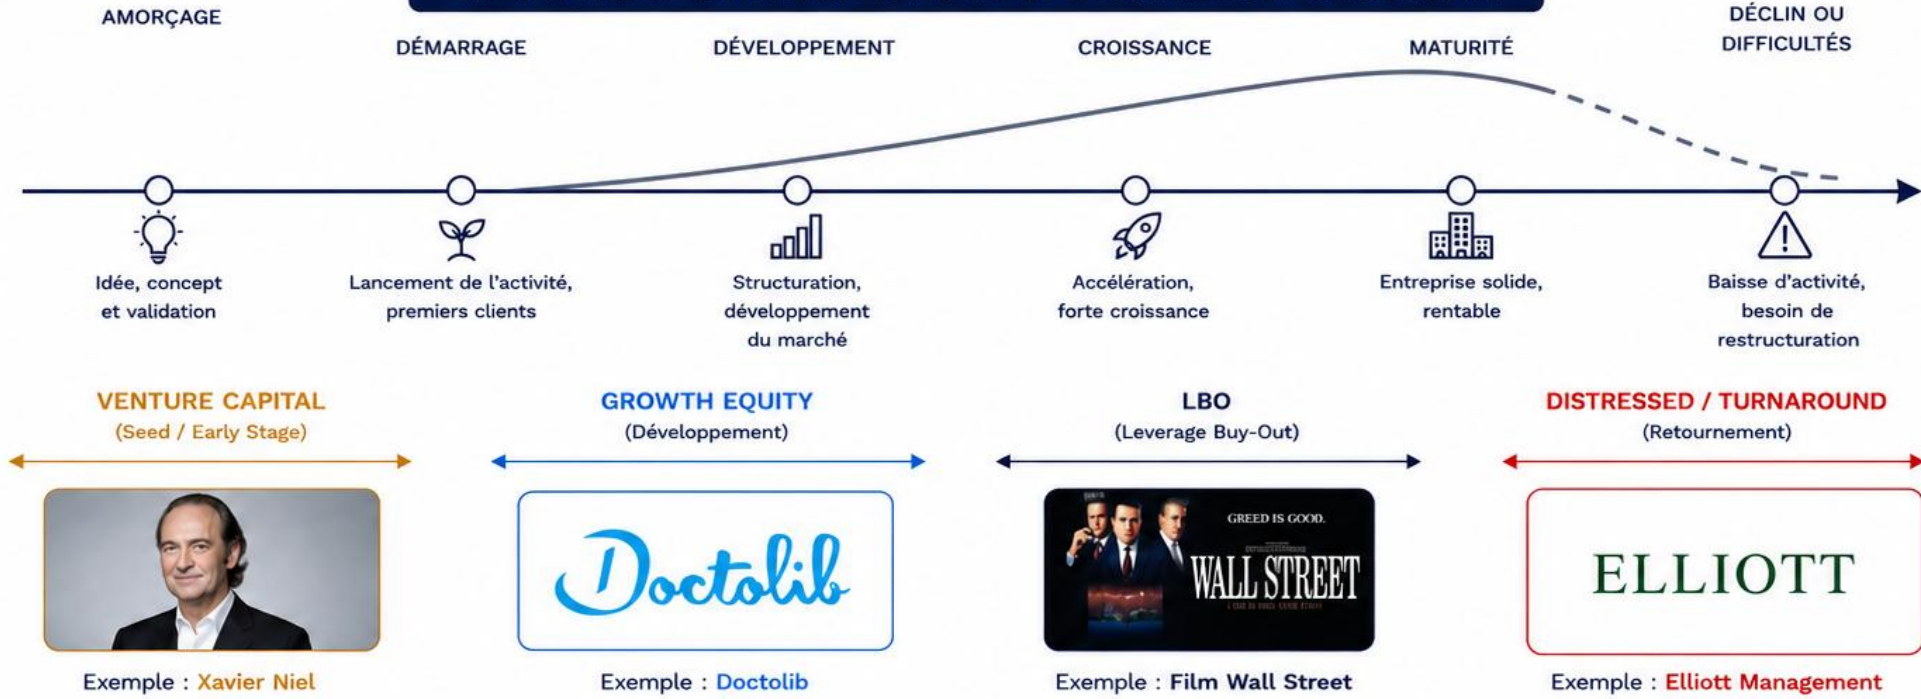 AMORÇAGE
DÉMARRAGE
DÉVELOPPEMENT
CROISSANCE
MATURITÉ
DÉCLIN OU
DIFFICULTÉS
Idée, concept
et validation
Lancement de l'activité,
premiers clients
Structuration,
développement
du marché
Accélération,
forte croissance
Entreprise solide,
rentable
Baisse d'activité,
besoin de
restructuration
VENTURE CAPITAL
(Seed / Early Stage)
GROWTH EQUITY
(Développement)
LBO
(Leverage Buy-Out)
DISTRESSED / TURNAROUND
(Retournement)
Doctolib
GREED IS GOOD.
WALL STREET
ELLIOTT
Exemple : Xavier Niel
Exemple : Doctolib
Exemple : Film Wall Street
Exemple : Elliott Management